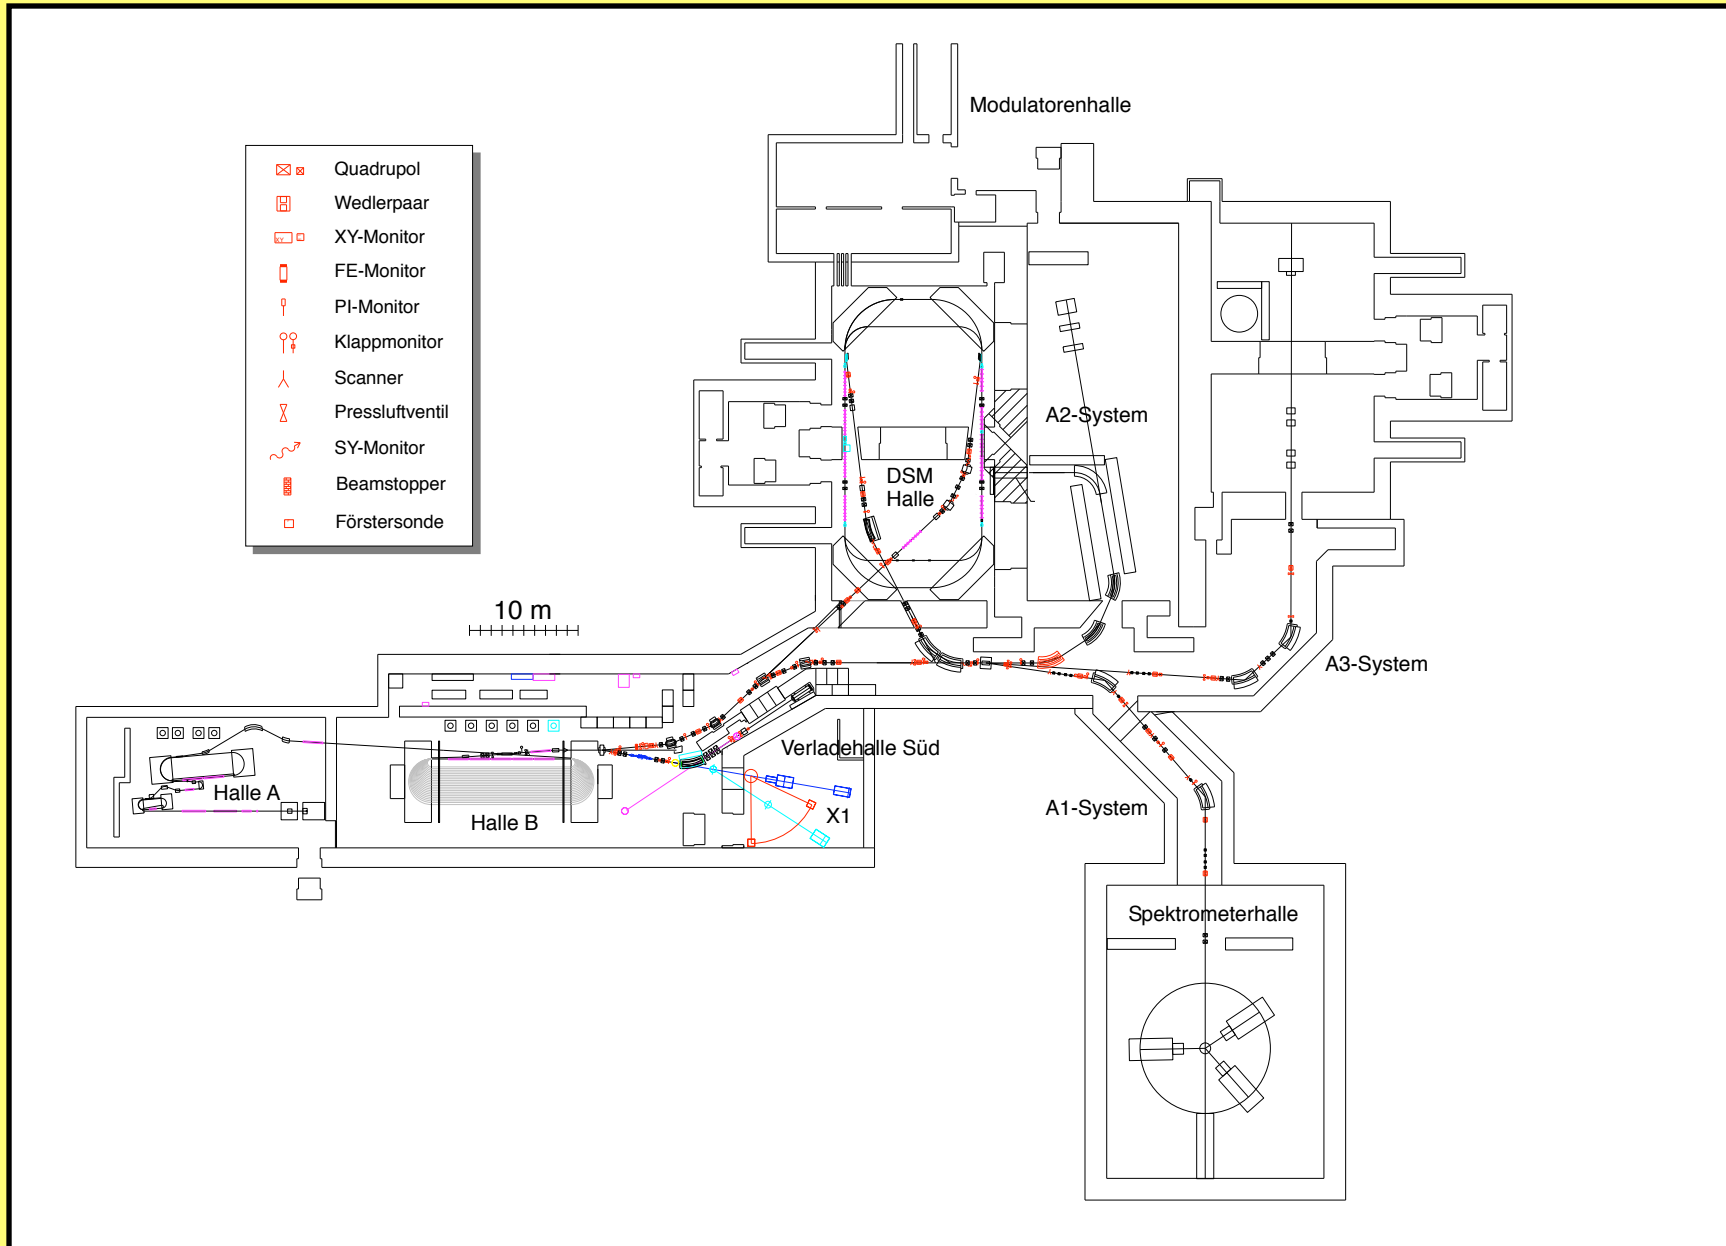 Modulatorenhalle
Quadrupol
Wedlerpaar
XY-Monitor
FE-Monitor
PI-Monitor
Klappmonitor
Scanner
Pressluftventil
SY-Monitor
Beamstopper
Förstersonde
A2-System
DSM
Halle
10 m
A3-System
Verladehalle Süd
Halle A
Halle B
X1
A1-System
Spektrometerhalle